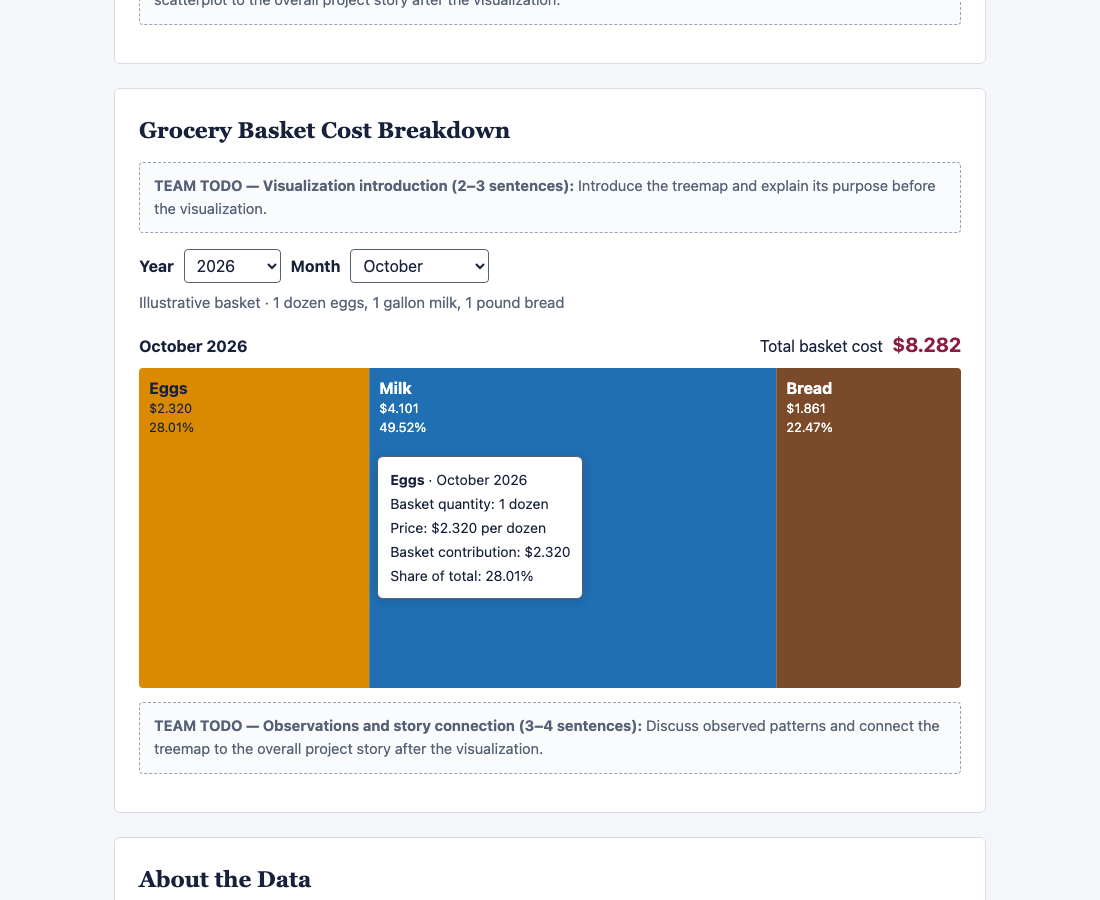 scatterplot to the overall project story after the visualization.
Grocery Basket Cost Breakdown
TEAM TODO — Visualization introduction (2–3 sentences): Introduce the treemap and explain its purpose before
the visualization.
Year 2026 Month October
Illustrative basket · 1 dozen eggs, 1 gallon milk, 1 pound bread
October 2026 Total basket cost $8.282
Eggs
$2.320
28.01%
Milk
$4.101
49.52%
Bread
$1.861
22.47%
Eggs · October 2026
Basket quantity: 1 dozen
Price: $2.320 per dozen
Basket contribution: $2.320
Share of total: 28.01%
TEAM TODO — Observations and story connection (3–4 sentences): Discuss observed patterns and connect the
treemap to the overall project story after the visualization.
About the Data